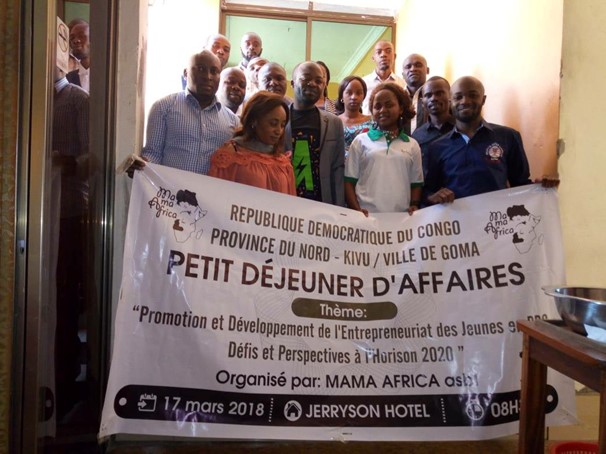 Mama Africa
Mama Africa
REPUBLIQUE DEMOCRATIQUE DU CONGO
PROVINCE DU NORD - KIVU / VILLE DE GOMA
PETIT DÉJEUNER D'AFFAIRES
Thème:
"Promotion et Développement de l'Entrepreneuriat des Jeunes en
Défis et Perspectives à l'Horison 2020 "
Organisé par: MAMA AFRICA asbl
17 mars 2018 JERRYSON HOTEL 08H